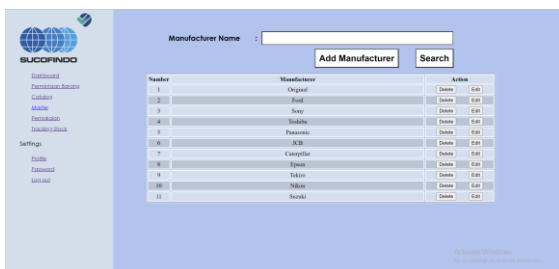 SUCOFINDO
Dashboard
Permintaan Barang
Catalog
Master
Pemakaian
Tracking Stock
Settings
Profile
Password
Log out
Manufacturer Name :
Add Manufacturer Search
Number Manufacturer Action
1 Original Delete Edit
2 Ford Delete Edit
3 Sony Delete Edit
4 Toshiba Delete Edit
5 Panasonic Delete Edit
6 JCB Delete Edit
7 Caterpillar Delete Edit
8 Epson Delete Edit
9 Tekiro Delete Edit
10 Nikon Delete Edit
11 Suzuki Delete Edit
Activate Windows